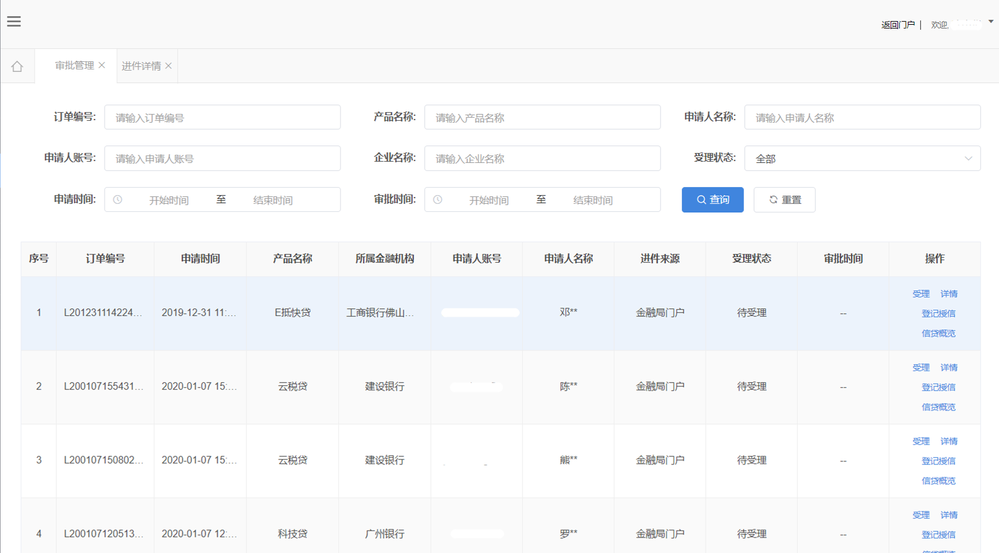 返回门户 | 欢迎,
审批管理 进件详情
订单编号: 请输入订单编号 产品名称: 请输入产品名称 申请人名称: 请输入申请人名称
申请人账号: 请输入申请人账号 企业名称: 请输入企业名称 受理状态: 全部
申请时间: 开始时间 至 结束时间 审批时间: 开始时间 至 结束时间 查询 重置
序号 订单编号 申请时间 产品名称 所属金融机构 申请人账号 申请人名称 进件来源 受理状态 审批时间 操作
1 L201231114224... 2019-12-31 11:... E抵快贷 工商银行佛山... 邓** 金融局门户 待受理 -- 受理 详情
登记授信
信贷概览
2 L200107155431... 2020-01-07 15:... 云税贷 建设银行 陈** 金融局门户 待受理 -- 受理 详情
登记授信
信贷概览
3 L200107150802... 2020-01-07 15:... 云税贷 建设银行 熊** 金融局门户 待受理 -- 受理 详情
登记授信
信贷概览
4 L200107120513... 2020-01-07 12:... 科技贷 广州银行 罗** 金融局门户 待受理 -- 受理 详情
登记授信